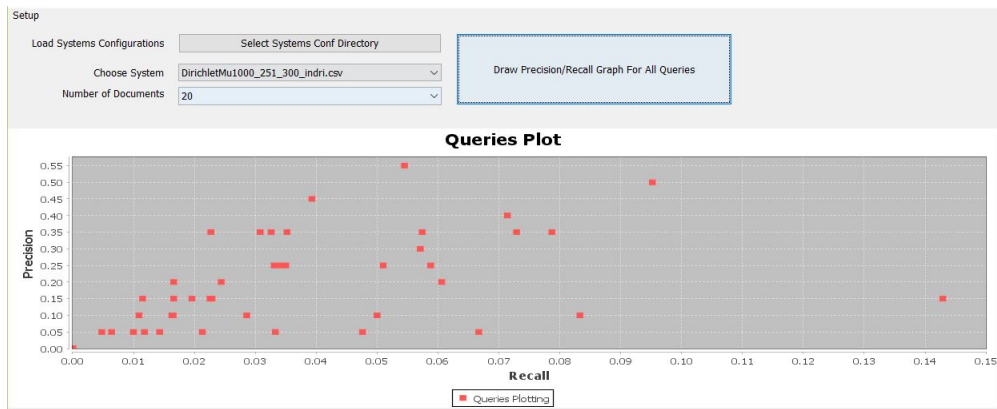 Setup
Load Systems Configurations Select Systems Conf Directory
Choose System DirichletMu1000_251_300_indri.csv
Draw Precision/Recall Graph For All Queries
Number of Documents 20
Queries Plot
0.55
0.50
0.45
0.40
0.35
0.30
0.25
0.20
0.15
0.10
0.05
0.00
Precision
0.00 0.01 0.02 0.03 0.04 0.05 0.06 0.07 0.08 0.09 0.10 0.11 0.12 0.13 0.14 0.15
Recall
Queries Plotting